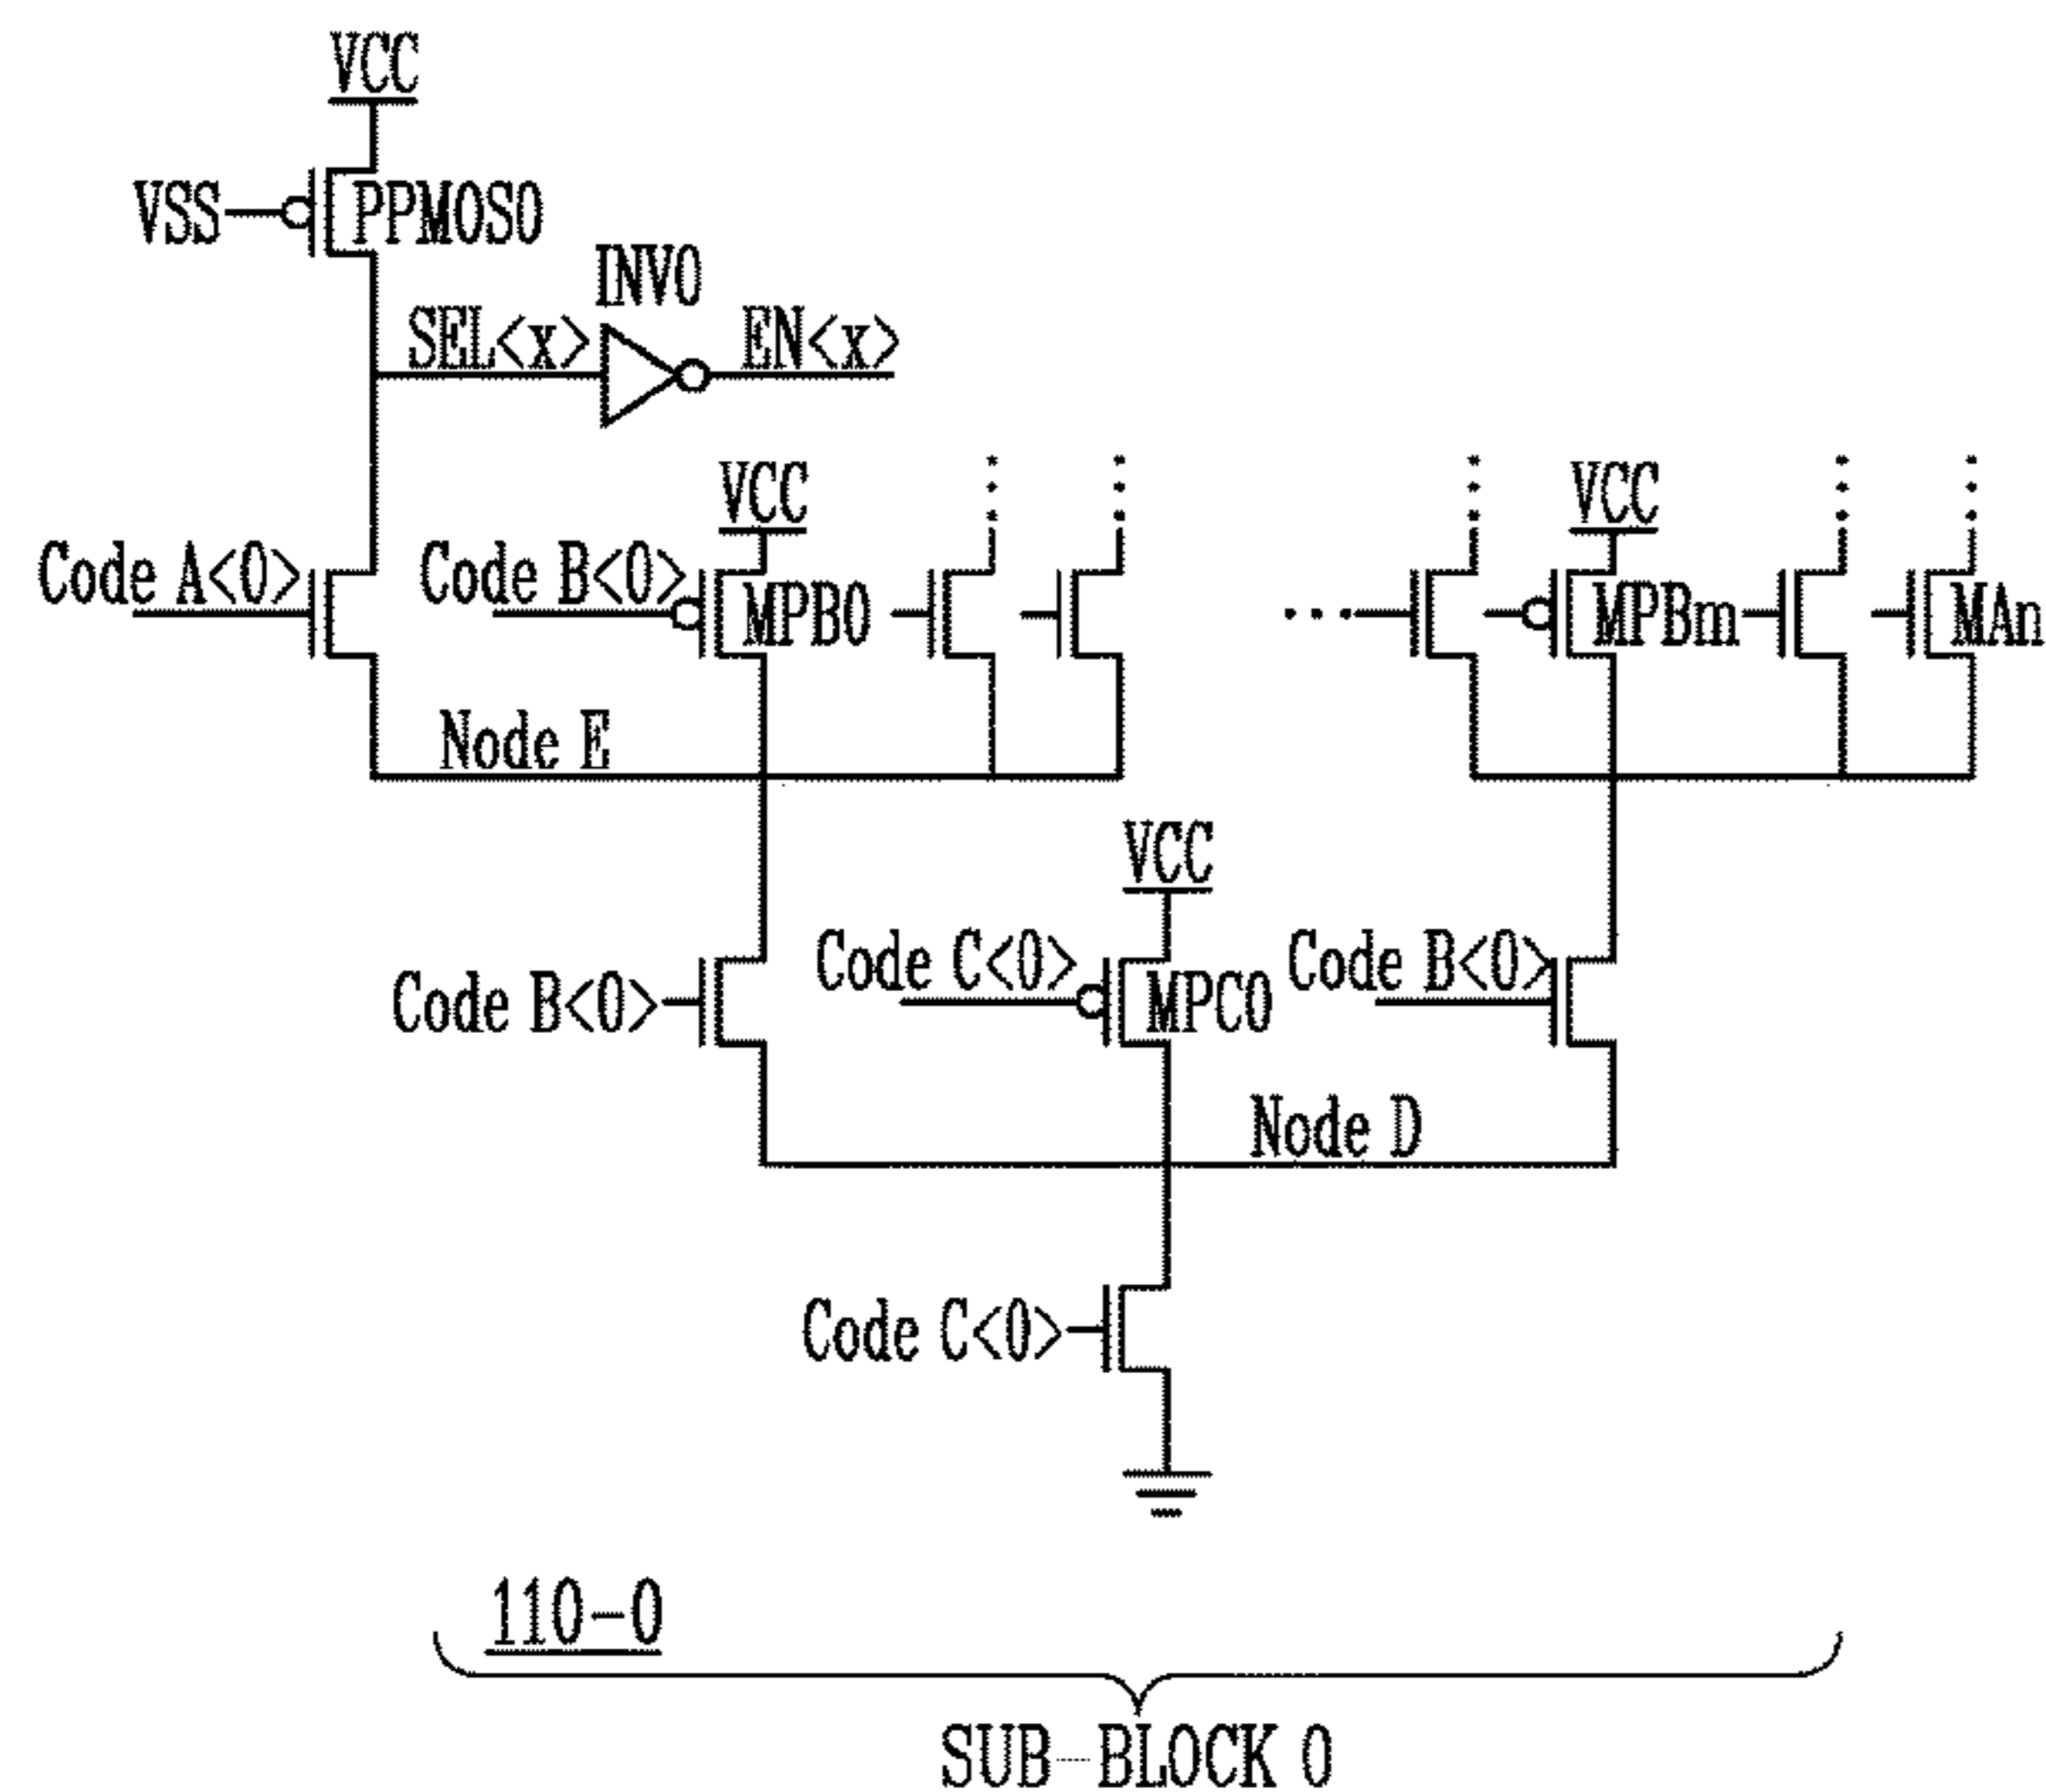 VCC
VSS
PPMOS0
INV0
SEL<x>
EN<x>
VCC
VCC
Code A<0>
Code B<0>
MPB0
MPBm
MAn
Node E
VCC
Code B<0>
Code C<0>
MPC0
Code B<0>
Node D
Code C<0>
110-0
SUB-BLOCK 0